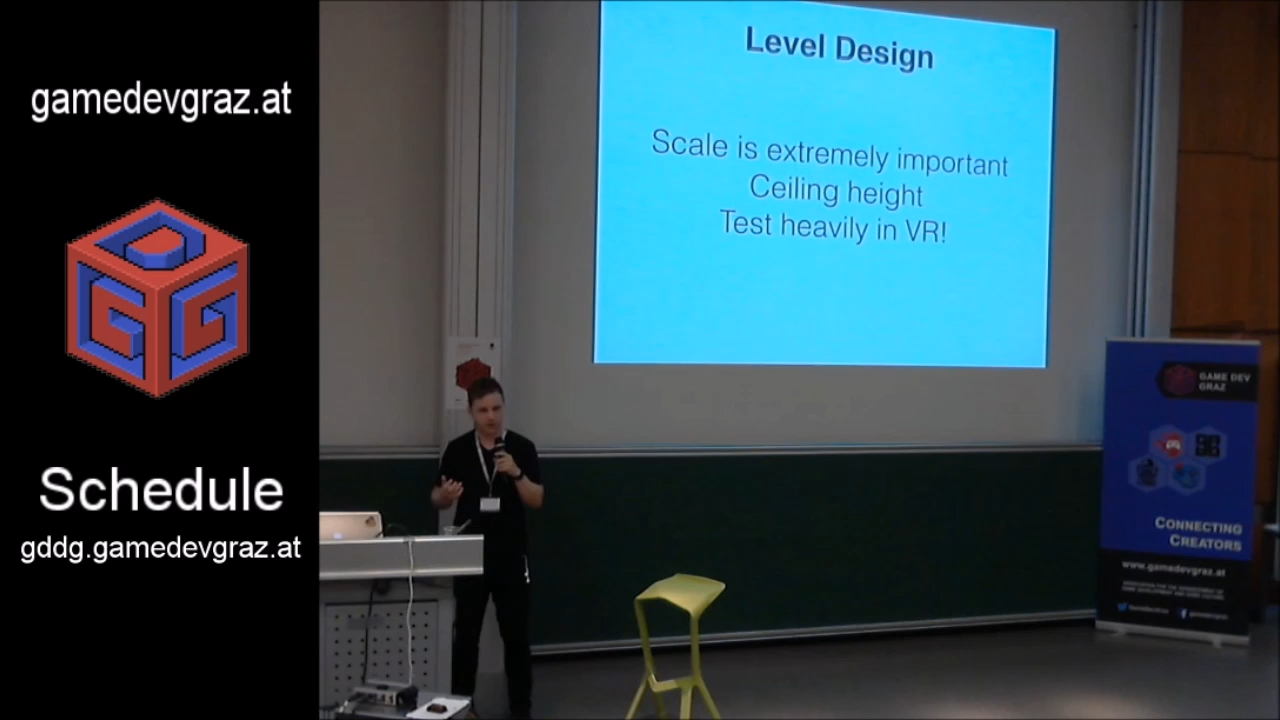 gamedevgraz.at
Schedule
gddg.gamedevgraz.at
Level Design
Scale is extremely important
Ceiling height
Test heavily in VR!
GAME DEV
GRAZ
CONNECTING
CREATORS
www.gamedevgraz.at